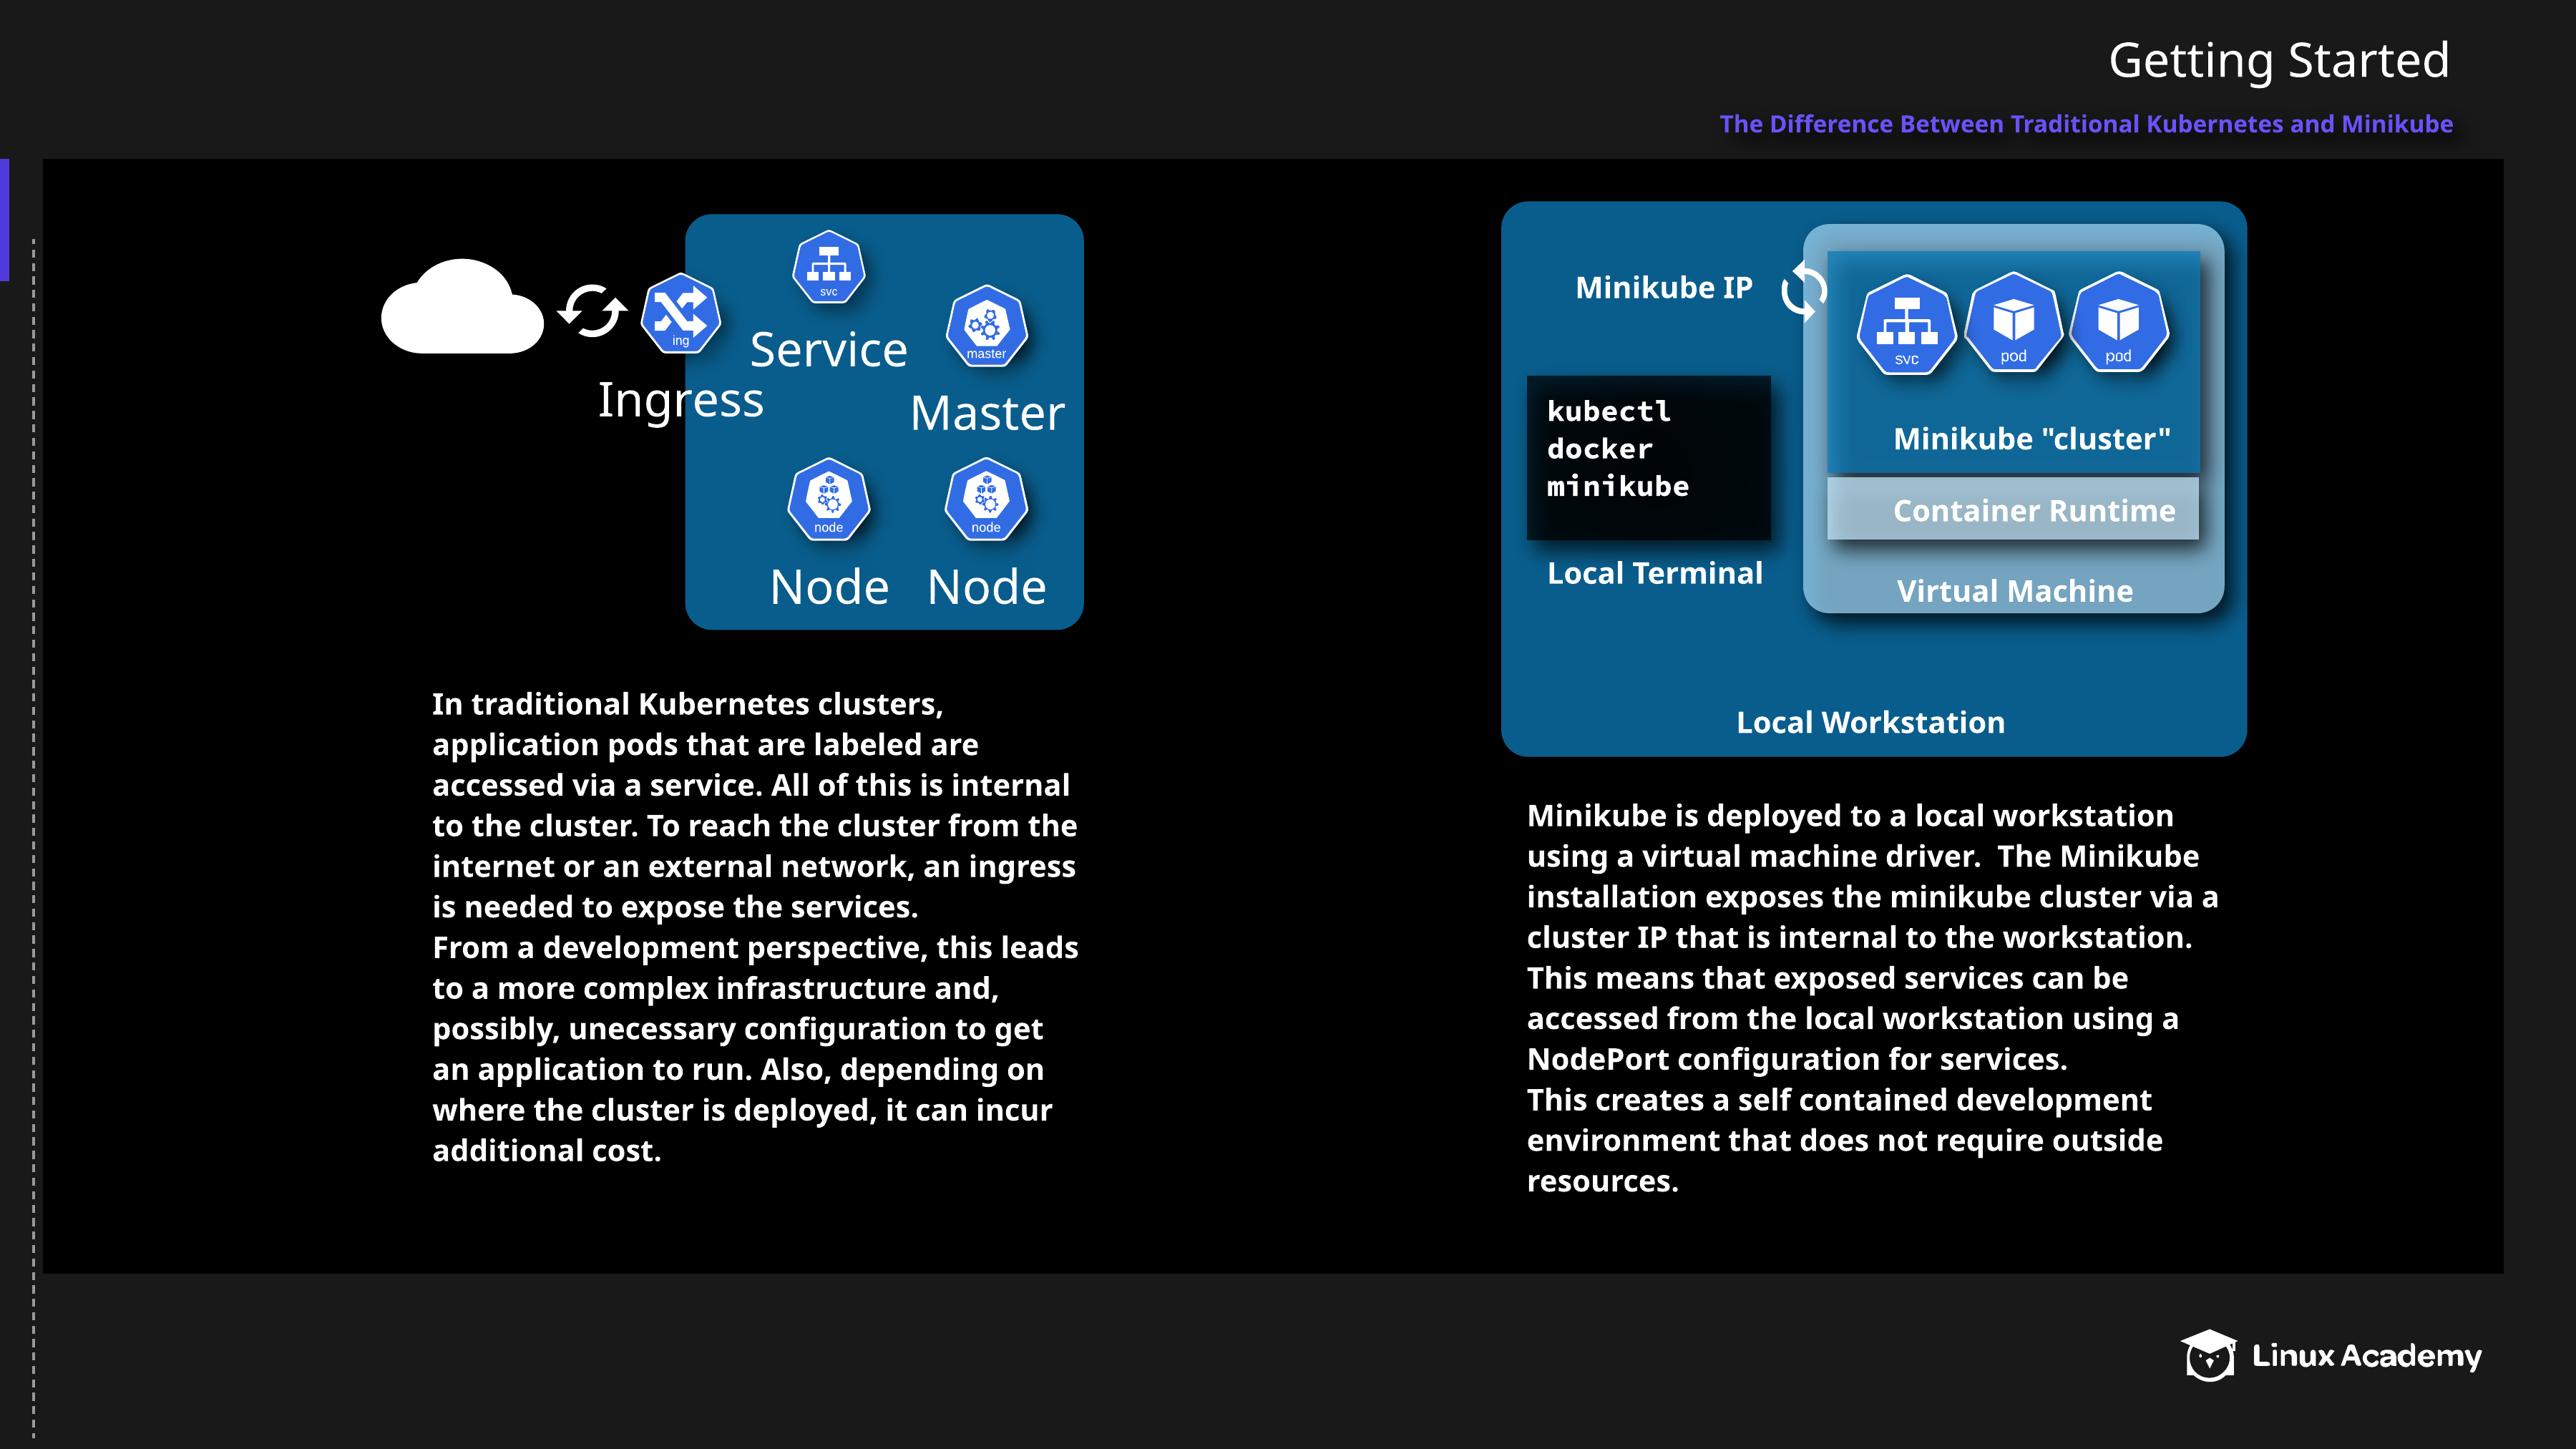 Getting Started
The Difference Between Traditional Kubernetes and Minikube
svc
Service
ing
Ingress
master
Master
node
Node
node
Node
In traditional Kubernetes clusters,
application pods that are labeled are
accessed via a service. All of this is internal
to the cluster. To reach the cluster from the
internet or an external network, an ingress
is needed to expose the services.
From a development perspective, this leads
to a more complex infrastructure and,
possibly, unecessary configuration to get
an application to run. Also, depending on
where the cluster is deployed, it can incur
additional cost.
Minikube IP
svc
pod
pod
Minikube "cluster"
Container Runtime
Virtual Machine
kubectl
docker
minikube
Local Terminal
Local Workstation
Minikube is deployed to a local workstation
using a virtual machine driver.  The Minikube
installation exposes the minikube cluster via a
cluster IP that is internal to the workstation.
This means that exposed services can be
accessed from the local workstation using a
NodePort configuration for services.
This creates a self contained development
environment that does not require outside
resources.
Linux Academy